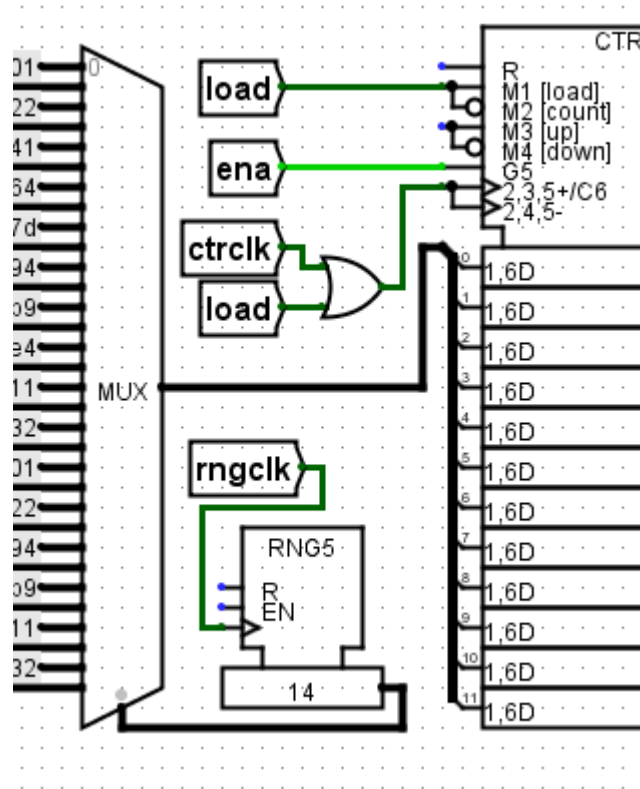 01
22
41
64
7d
94
b9
e4
11
32
01
22
94
b9
11
32
0
MUX
load
ena
ctrclk
load
rngclk
RNG5
R
EN
14
CTR
R
M1 [load]
M2 [count]
M3 [up]
M4 [down]
G5
2,3,5+/C6
2,4,5-
0 1,6D
1 1,6D
2 1,6D
3 1,6D
4 1,6D
5 1,6D
6 1,6D
7 1,6D
8 1,6D
9 1,6D
10 1,6D
11 1,6D